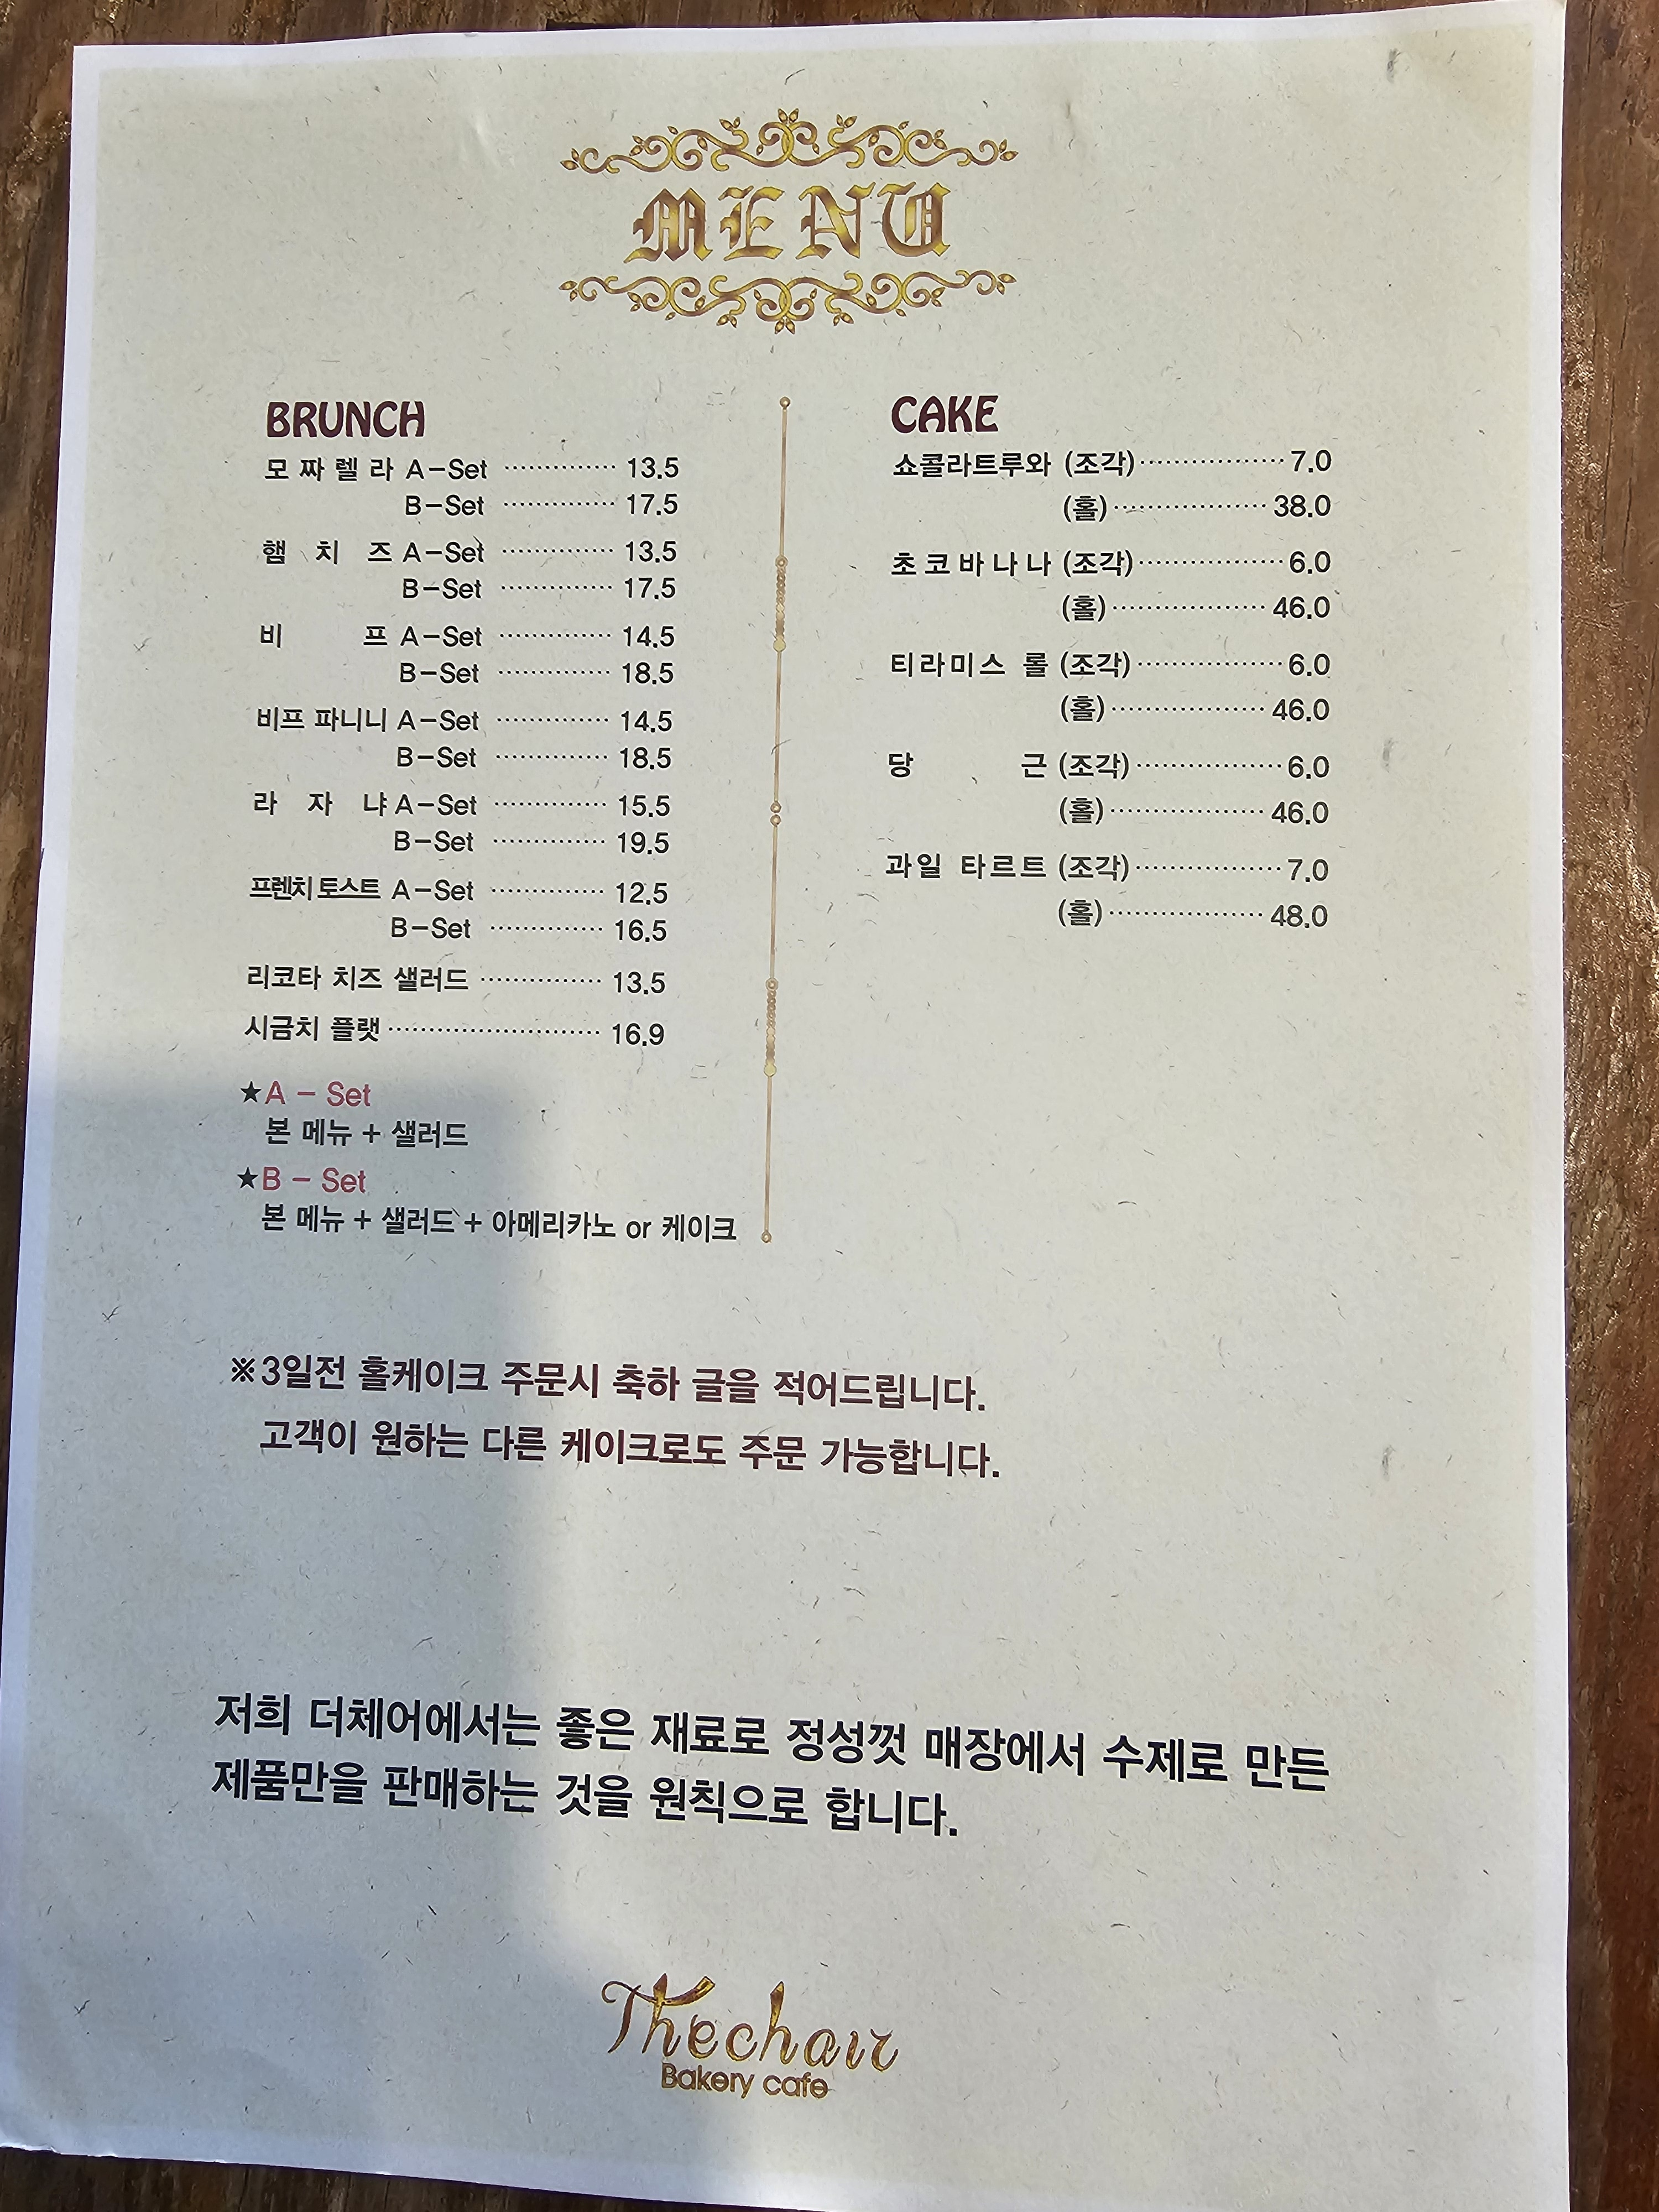 MENU
BRUNCH
모짜렐라 A-Set ············· 13.5
B-Set ············· 17.5
햄 치 즈 A-Set ············· 13.5
B-Set ············· 17.5
비 프 A-Set ············· 14.5
B-Set ············· 18.5
비프 파니니 A-Set ············· 14.5
B-Set ············· 18.5
라 자 냐 A-Set ············· 15.5
B-Set ············· 19.5
프렌치 토스트 A-Set ············· 12.5
B-Set ············· 16.5
리코타 치즈 샐러드 ············· 13.5
시금치 플랫 ························ 16.9
★A - Set
본 메뉴 + 샐러드
★B - Set
본 메뉴 + 샐러드 + 아메리카노 or 케이크
CAKE
쇼콜라트루와 (조각)·················7.0
(홀)·················38.0
초코바나나 (조각)·················6.0
(홀)·················46.0
티라미스 롤 (조각)·················6.0
(홀)·················46.0
당 근 (조각)·················6.0
(홀)·················46.0
과일 타르트 (조각)·················7.0
(홀)·················48.0
※3일전 홀케이크 주문시 축하 글을 적어드립니다.
고객이 원하는 다른 케이크로도 주문 가능합니다.
저희 더체어에서는 좋은 재료로 정성껏 매장에서 수제로 만든
제품만을 판매하는 것을 원칙으로 합니다.
Thechair
Bakery cafe